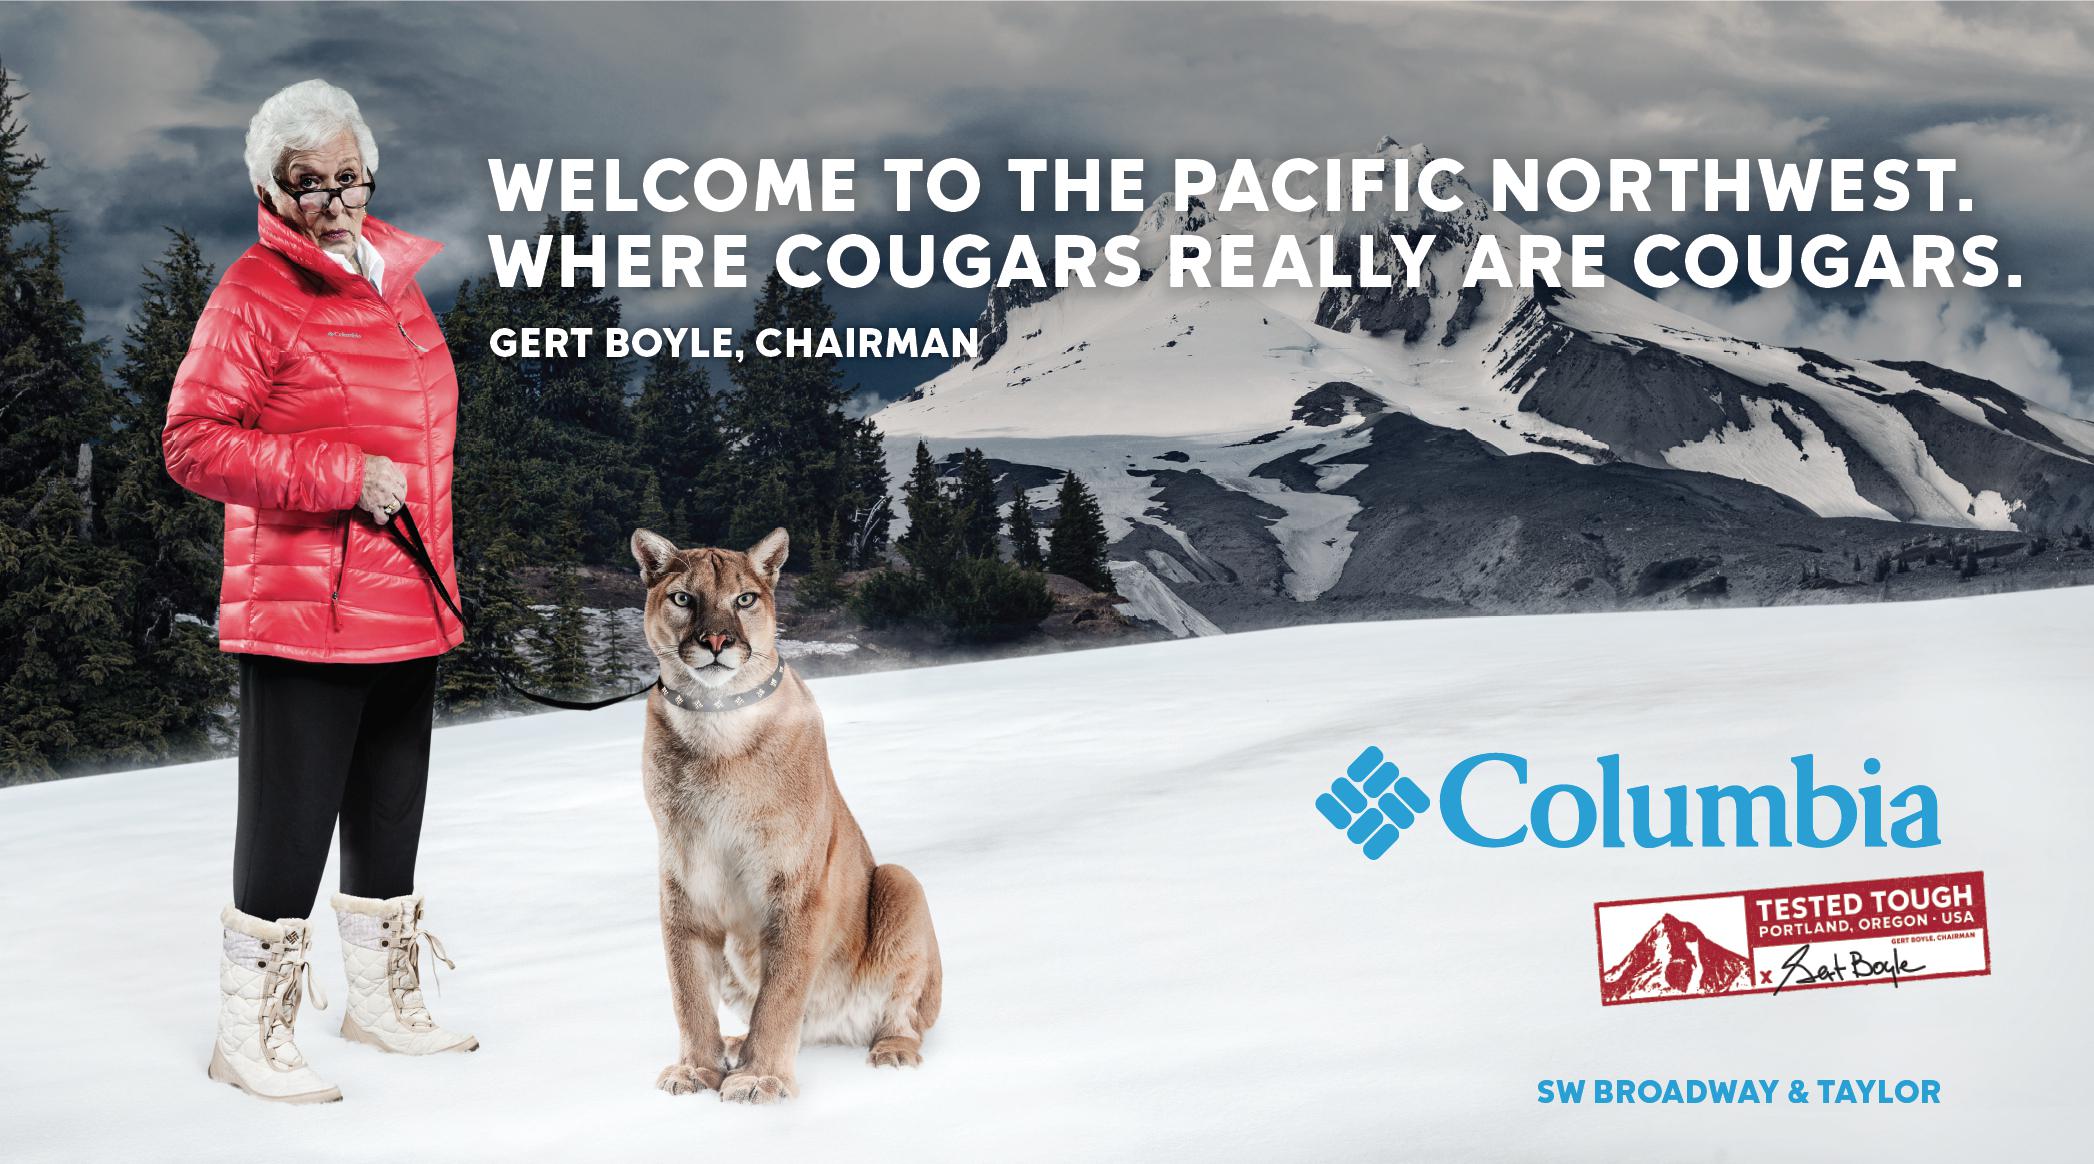 WELCOME TO THE PACIFIC NORTHWEST.
WHERE COUGARS REALLY ARE COUGARS.
GERT BOYLE, CHAIRMAN
Columbia
Columbia
TESTED TOUGH
PORTLAND, OREGON · USA
GERT BOYLE, CHAIRMAN
x Gert Boyle
SW BROADWAY & TAYLOR